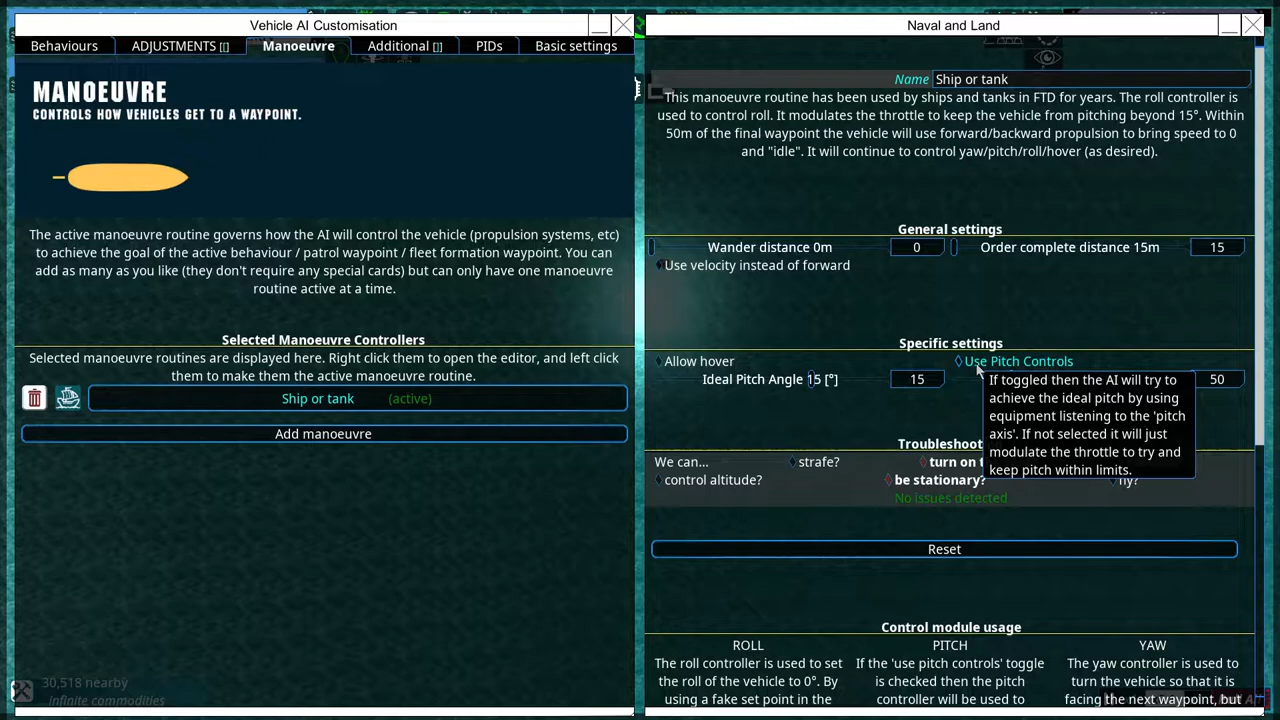 Vehicle AI Customisation
Behaviours
ADJUSTMENTS [[]
Manoeuvre
Additional []]
PIDs
Basic settings
MANOEUVRE
CONTROLS HOW VEHICLES GET TO A WAYPOINT.
The active manoeuvre routine governs how the AI will control the vehicle (propulsion systems, etc)
to achieve the goal of the active behaviour / patrol waypoint / fleet formation waypoint. You can
add as many as you like (they don't require any special cards) but can only have one manoeuvre
routine active at a time.
Selected Manoeuvre Controllers
Selected manoeuvre routines are displayed here. Right click them to open the editor, and left click
them to make them the active manoeuvre routine.
Ship or tank (active)
Add manoeuvre
30,518 nearby
Infinite commodities
Naval and Land
Name Ship or tank
This manoeuvre routine has been used by ships and tanks in FTD for years. The roll controller is
used to control roll. It modulates the throttle to keep the vehicle from pitching beyond 15°. Within
50m of the final waypoint the vehicle will use forward/backward propulsion to bring speed to 0
and "idle". It will continue to control yaw/pitch/roll/hover (as desired).
General settings
Wander distance 0m 0 Order complete distance 15m 15
Use velocity instead of forward
Specific settings
Allow hover Use Pitch Controls
Ideal Pitch Angle 15 [°] 15 50
If toggled then the AI will try to
achieve the ideal pitch by using
equipment listening to the 'pitch
axis'. If not selected it will just
modulate the throttle to try and
keep pitch within limits.
Troubleshoot
We can... strafe? turn on
control altitude? be stationary? fly?
No issues detected
Reset
Control module usage
ROLL PITCH YAW
The roll controller is used to set
the roll of the vehicle to 0°. By
using a fake set point in the
If the 'use pitch controls' toggle
is checked then the pitch
controller will be used to
The yaw controller is used to
turn the vehicle so that it is
facing the next waypoint, but